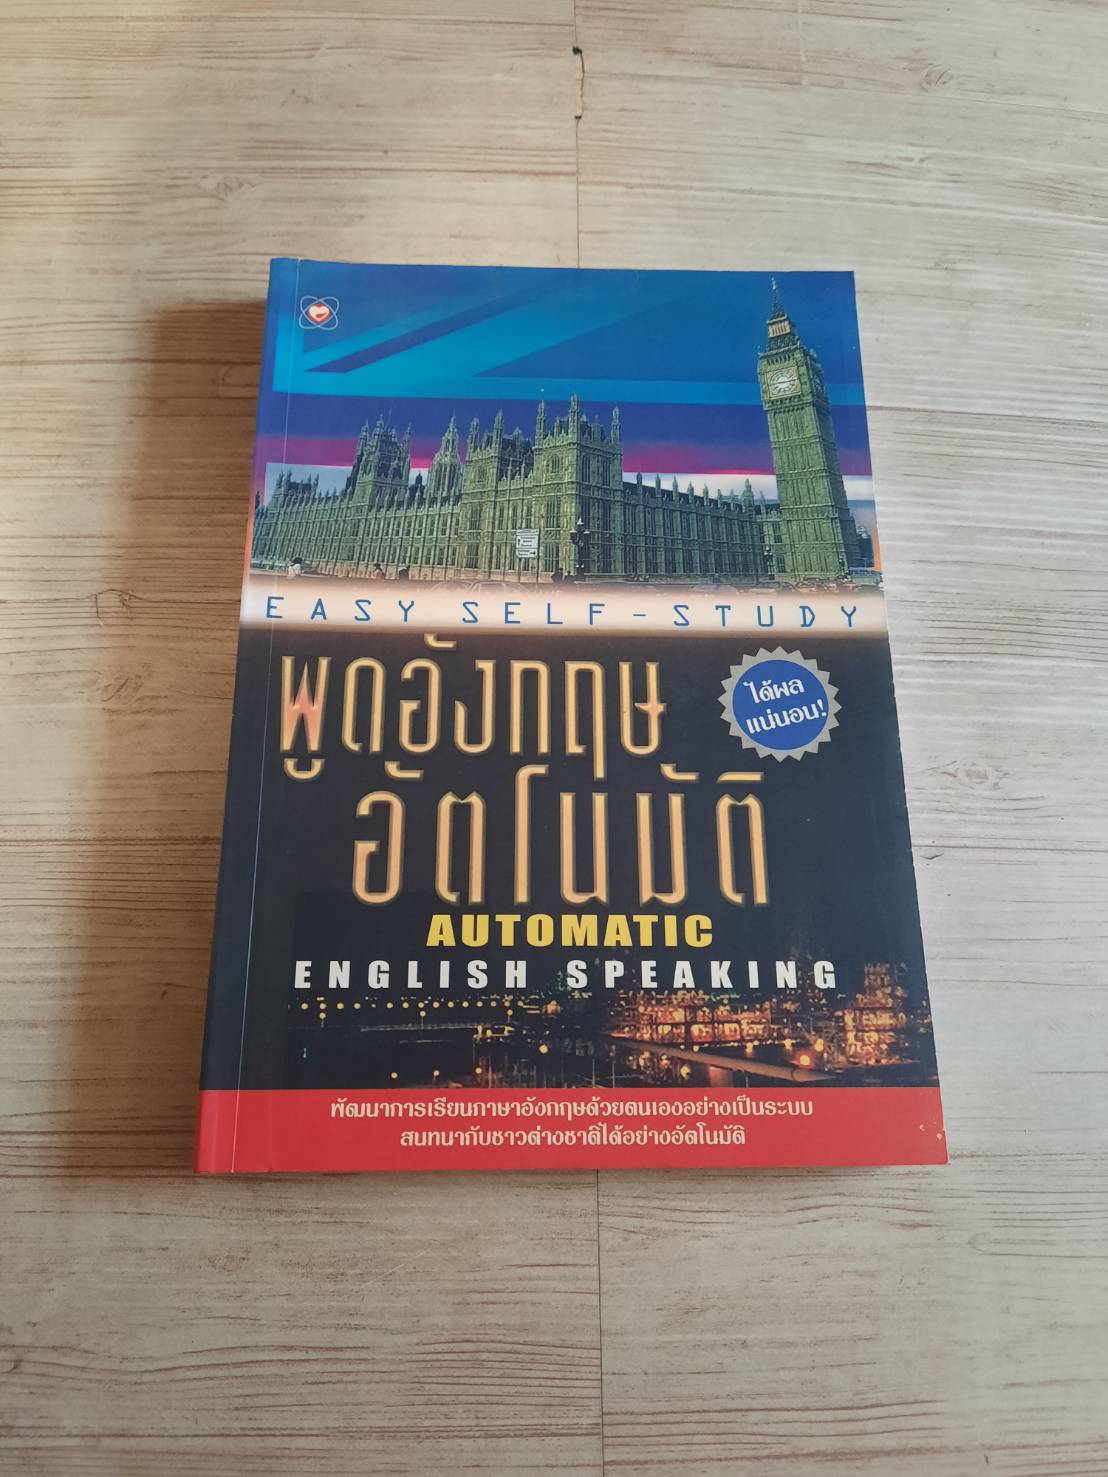 EASY SELF-STUDY
พูดอังกฤษ
อัตโนมัติ
ได้ผล
แน่นอน!
AUTOMATIC
ENGLISH SPEAKING
พัฒนาการเรียนภาษาอังกฤษด้วยตนเองอย่างเป็นระบบ
สนทนากับชาวต่างชาติได้อย่างอัตโนมัติ